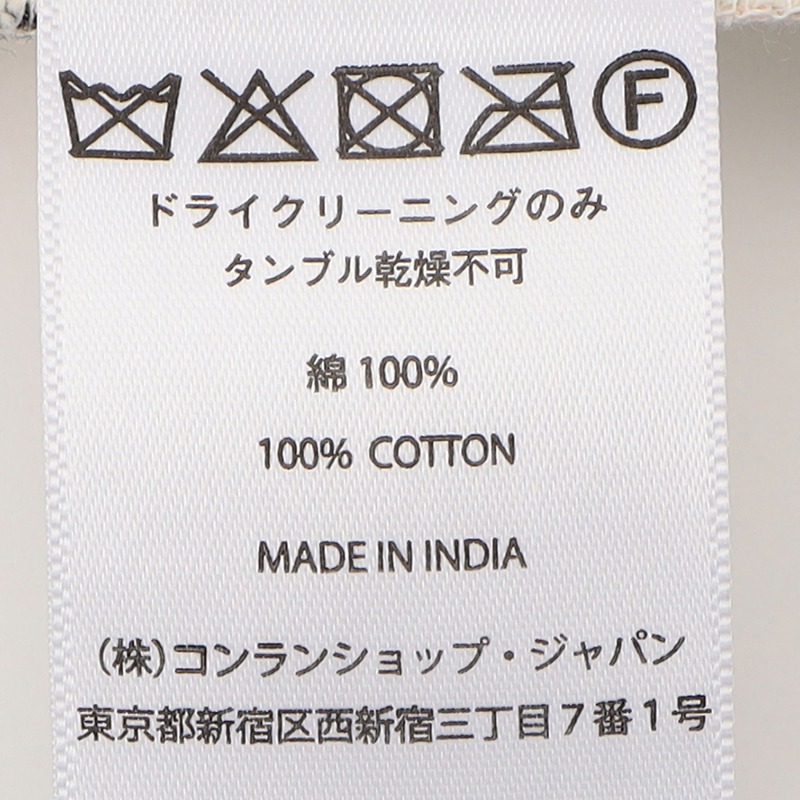 F
ドライクリーニングのみ
タンブル乾燥不可
綿 100%
100% COTTON
MADE IN INDIA
(株)コンランショップ・ジャパン
東京都新宿区西新宿三丁目7番1号